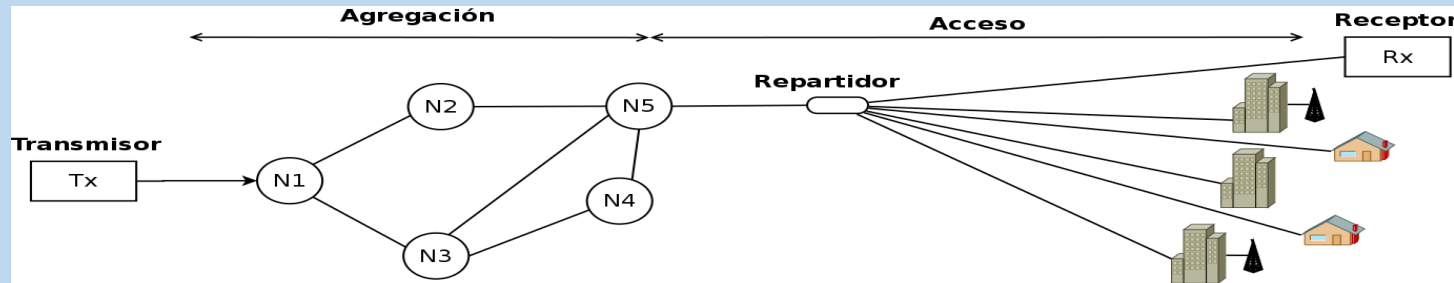 Agregación
Acceso
Receptor
Rx
Repartidor
N2
N5
Transmisor
Tx
N1
N4
N3